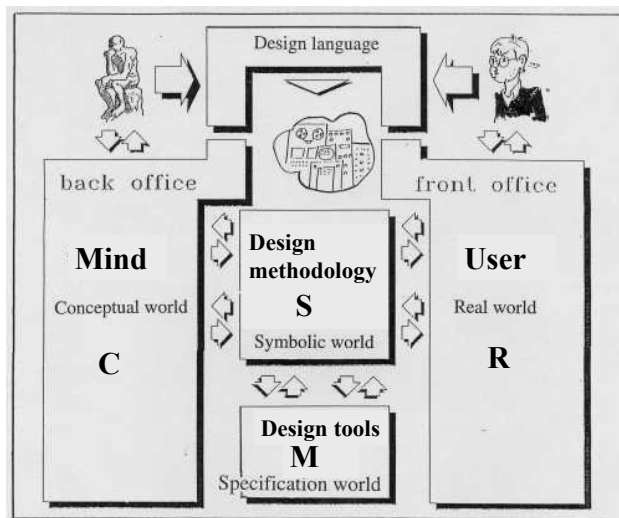 Design language
back office
front office
Mind
Design
methodology
User
Conceptual world
S
Real world
C
Symbolic world
R
Design tools
M
Specification world